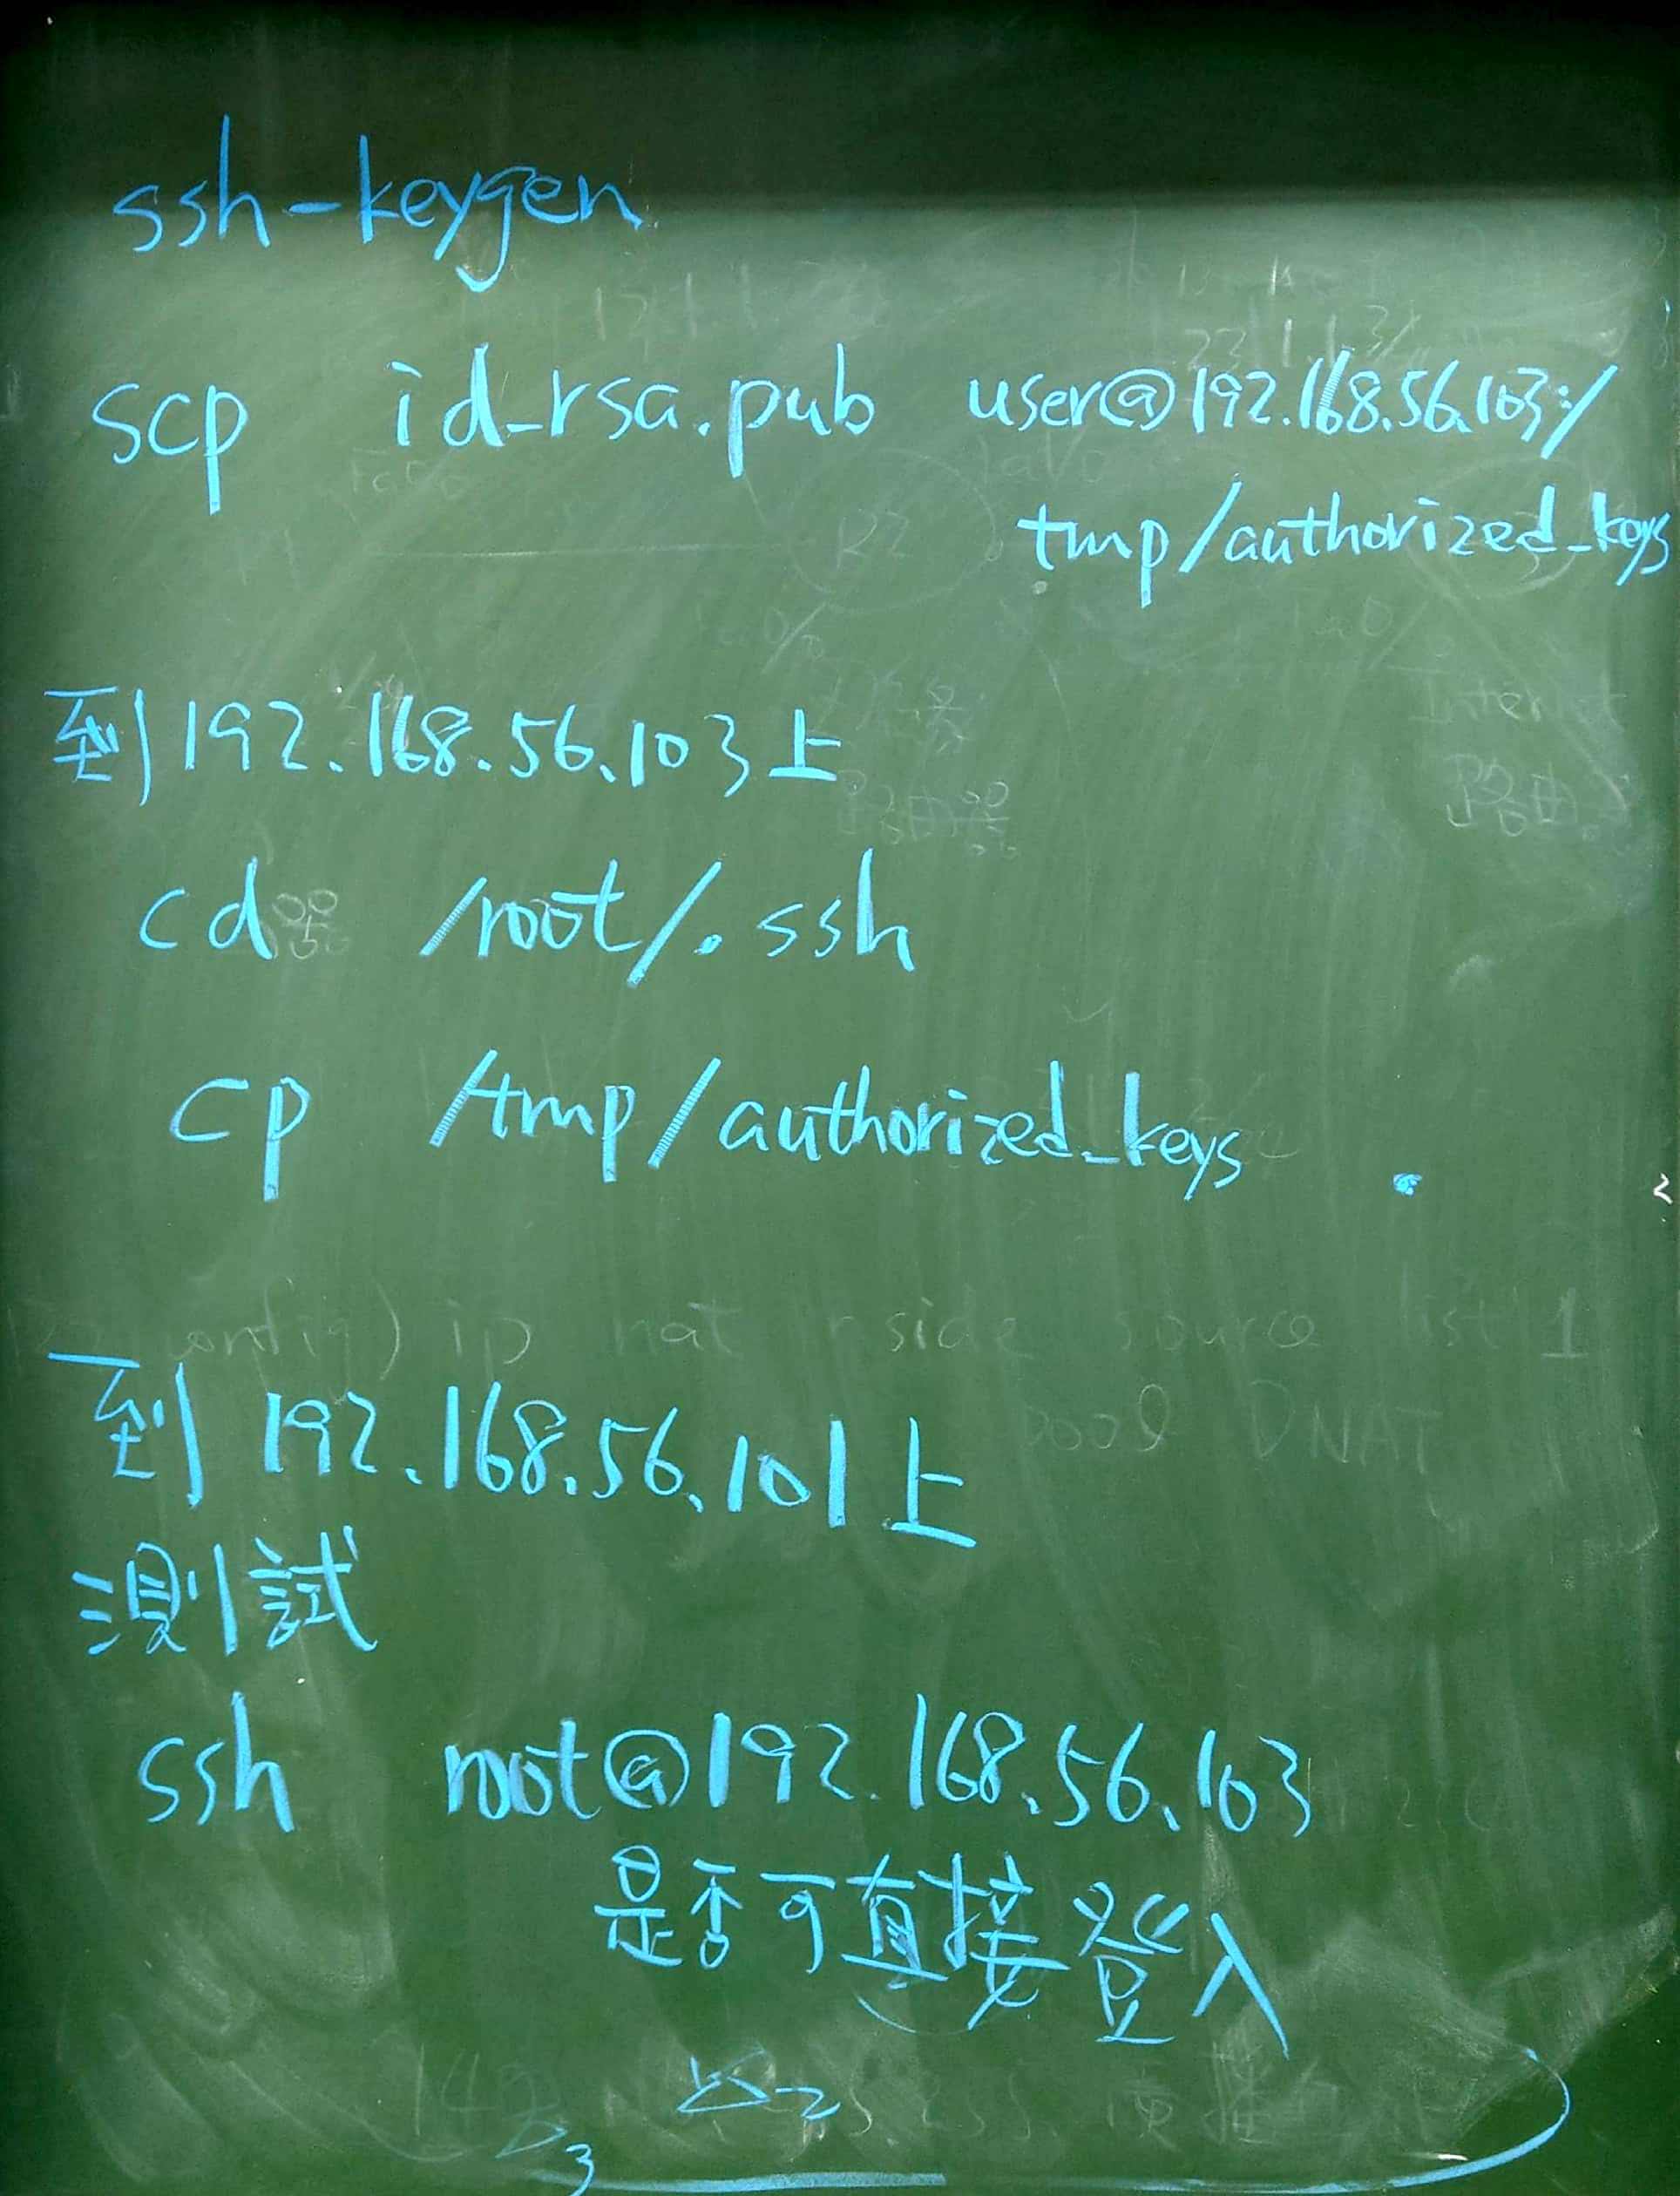 ssh-keygen
scp id_rsa.pub user@192.168.56.103:/
tmp/authorized_keys
到192.168.56.103上
cd /root/.ssh
cp /tmp/authorized_keys .
到192.168.56.101上
測試
ssh root@192.168.56.103
是否可直接登入